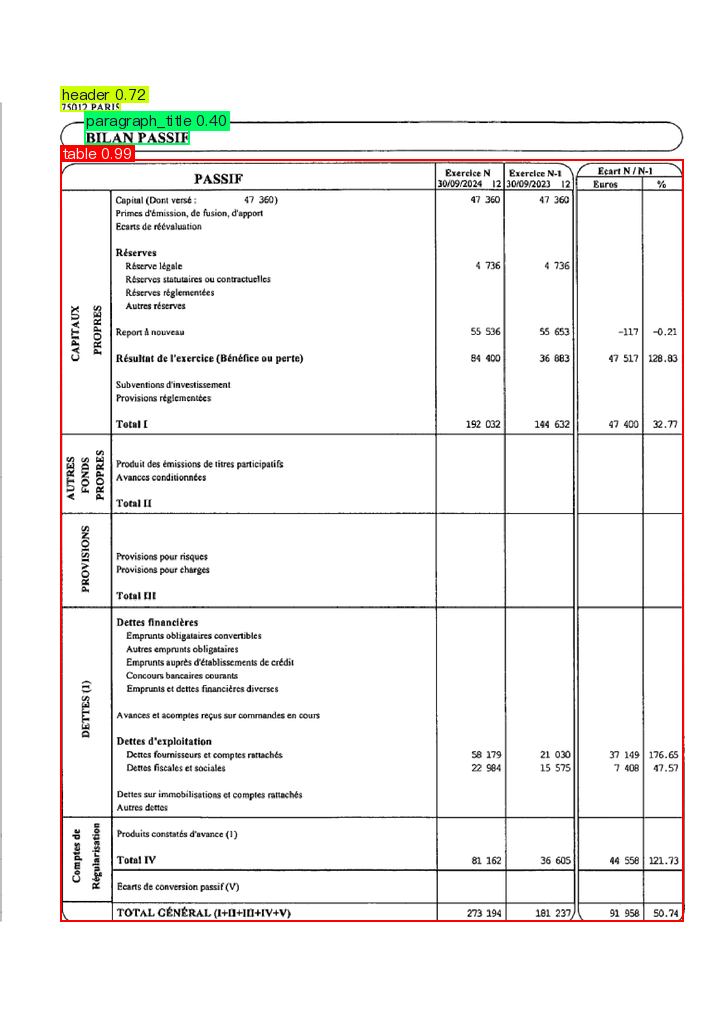 header 0.72
75012 PARIS
paragraph_title 0.40
BILAN PASSIF
table 0.99
PASSIF Exercice N Exercice N-1 Ecart N / N-1
30/09/2024 12 30/09/2023 12 Euros %
CAPITAUX PROPRES
Capital (Dont versé : 47 360) 47 360 47 360
Primes d'émission, de fusion, d'apport
Ecarts de réévaluation
Réserves
Réserve légale 4 736 4 736
Réserves statutaires ou contractuelles
Réserves réglementées
Autres réserves
Report à nouveau 55 536 55 653 -117 -0.21
Résultat de l'exercice (Bénéfice ou perte) 84 400 36 883 47 517 128.83
Subventions d'investissement
Provisions réglementées
Total I 192 032 144 632 47 400 32.77
AUTRES FONDS PROPRES
Produit des émissions de titres participatifs
Avances conditionnées
Total II
PROVISIONS
Provisions pour risques
Provisions pour charges
Total III
DETTES (1)
Dettes financières
Emprunts obligataires convertibles
Autres emprunts obligataires
Emprunts auprès d'établissements de crédit
Concours bancaires courants
Emprunts et dettes financières diverses
Avances et acomptes reçus sur commandes en cours
Dettes d'exploitation
Dettes fournisseurs et comptes rattachés 58 179 21 030 37 149 176.65
Dettes fiscales et sociales 22 984 15 575 7 408 47.57
Dettes sur immobilisations et comptes rattachés
Autres dettes
Comptes de Régularisation
Produits constatés d'avance (1)
Total IV 81 162 36 605 44 558 121.73
Ecarts de conversion passif (V)
TOTAL GÉNÉRAL (I+II+III+IV+V) 273 194 181 237 91 958 50.74